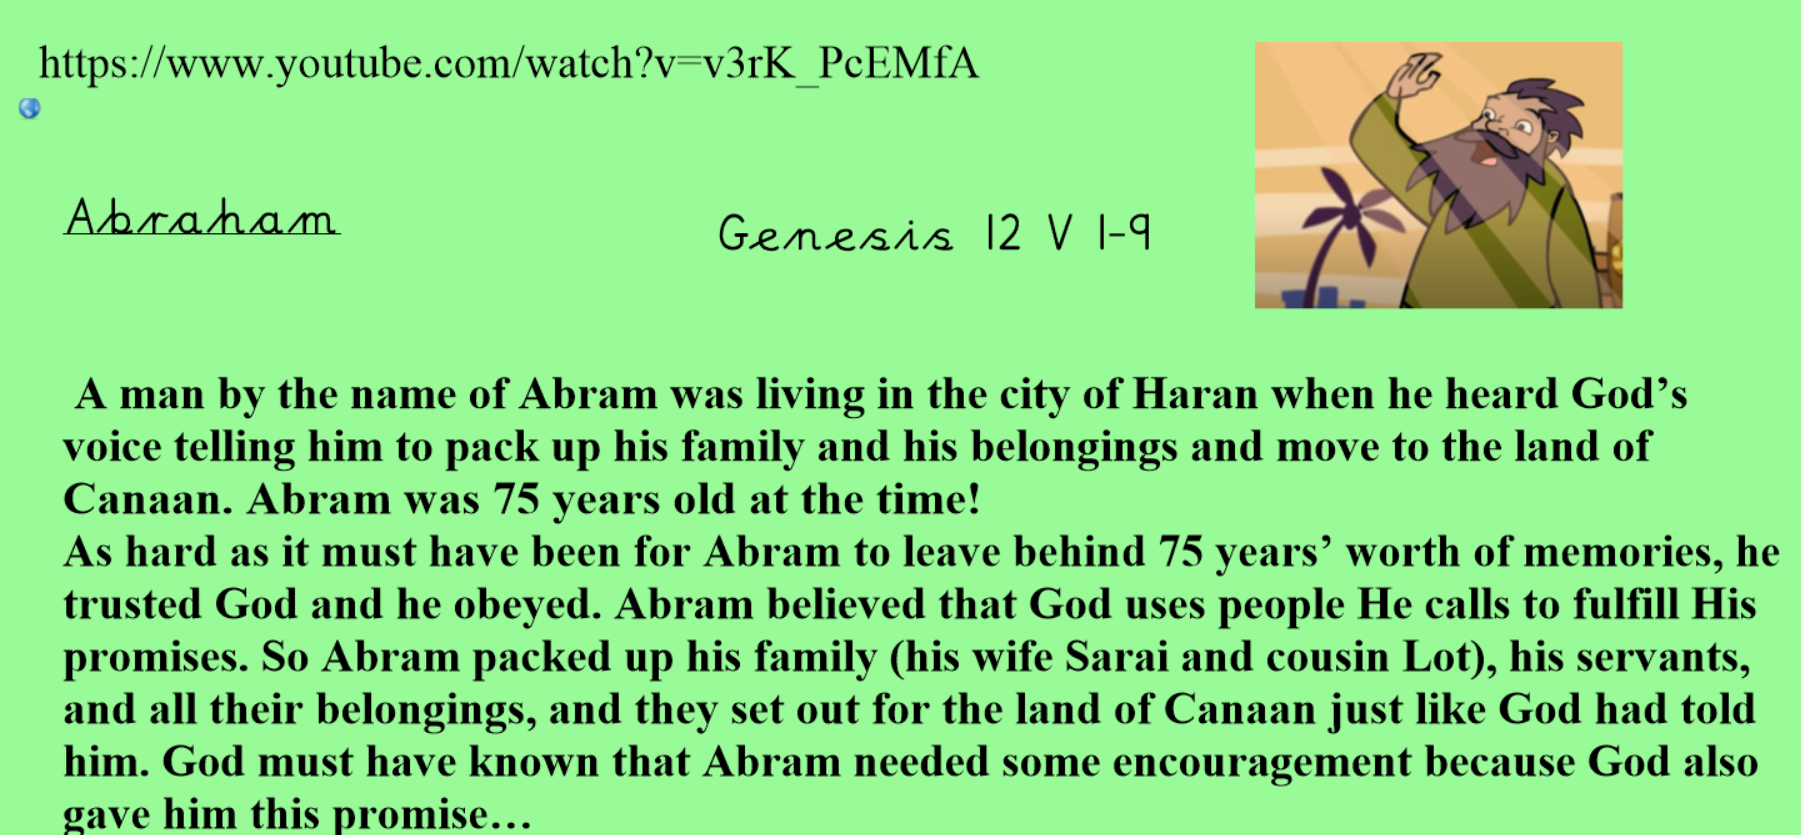 https://www.youtube.com/watch?v=v3rK_PcEMfA
Abraham
Genesis 12 V 1-9
A man by the name of Abram was living in the city of Haran when he heard God’s
voice telling him to pack up his family and his belongings and move to the land of
Canaan. Abram was 75 years old at the time!
As hard as it must have been for Abram to leave behind 75 years’ worth of memories, he
trusted God and he obeyed. Abram believed that God uses people He calls to fulfill His
promises. So Abram packed up his family (his wife Sarai and cousin Lot), his servants,
and all their belongings, and they set out for the land of Canaan just like God had told
him. God must have known that Abram needed some encouragement because God also
gave him this promise…